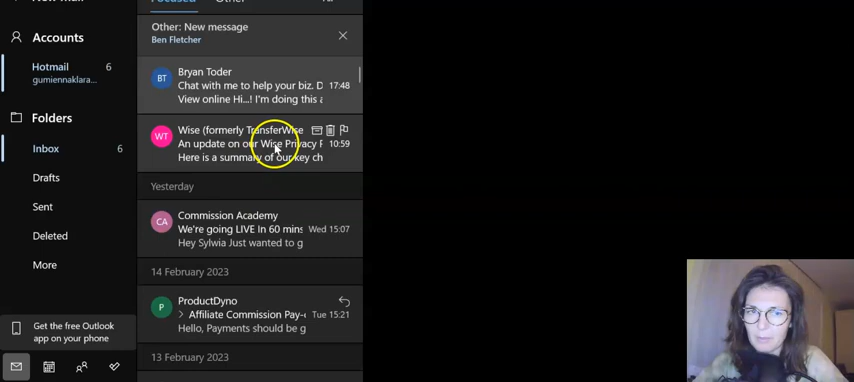 Focused Other
Other: New message
Ben Fletcher
Accounts
Hotmail 6
gumiennaklara...
Folders
Inbox 6
Drafts
Sent
Deleted
More
Get the free Outlook
app on your phone
BT
Bryan Toder
Chat with me to help your biz. D 17:48
View online Hi...! I'm doing this a
WT
Wise (formerly TransferWise
An update on our Wise Privacy P 10:59
Here is a summary of our key ch
Yesterday
CA
Commission Academy
We're going LIVE In 60 mins Wed 15:07
Hey Sylwia Just wanted to g
14 February 2023
P
ProductDyno
> Affiliate Commission Pay-o Tue 15:21
Hello, Payments should be g
13 February 2023